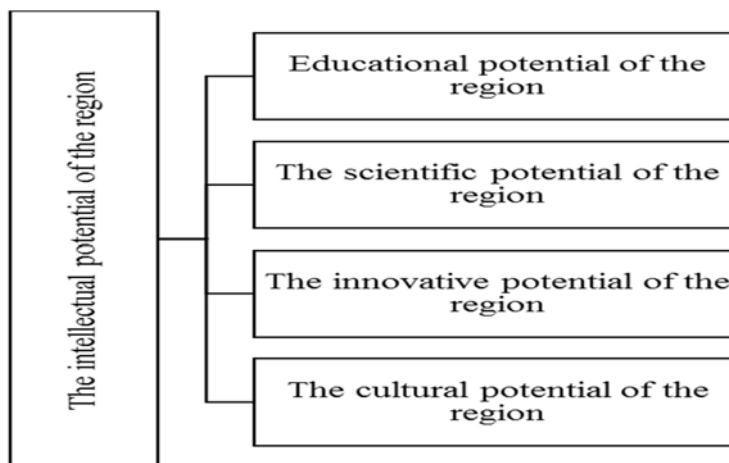 The intellectual potential of the region
Educational potential of the
region
The scientific potential of the
region
The innovative potential of the
region
The cultural potential of the
region